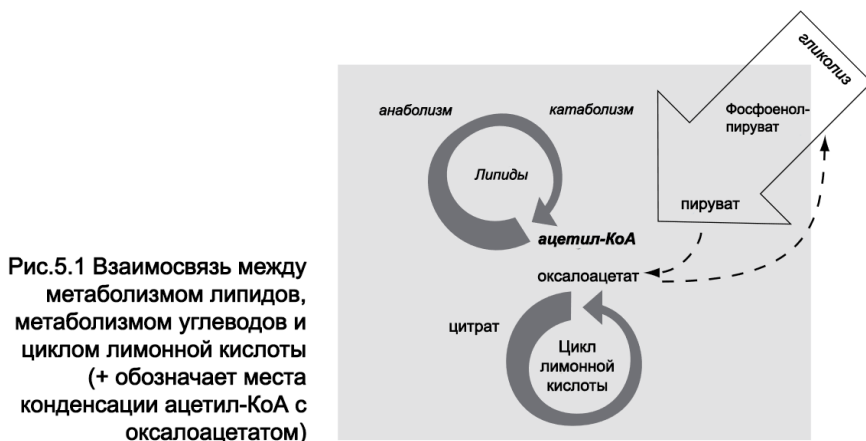 гликолиз
анаболизм
катаболизм
Фосфоенол-
пируват
Липиды
пируват
ацетил-КоА
оксалоацетат
цитрат
Цикл
лимонной
кислоты
Рис.5.1 Взаимосвязь между
метаболизмом липидов,
метаболизмом углеводов и
циклом лимонной кислоты
(+ обозначает места
конденсации ацетил-КоА с
оксалоацетатом)